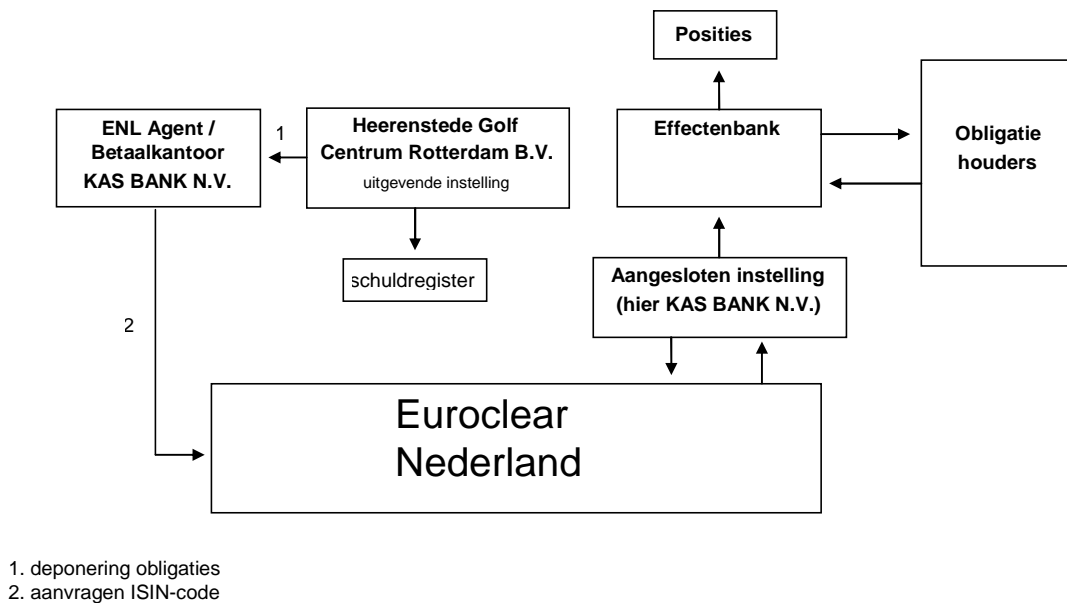 Posities
ENL Agent /
Betaalkantoor
KAS BANK N.V.
1
Heerenstede Golf
Centrum Rotterdam B.V.
uitgevende instelling
Effectenbank
Obligatie
houders
schuldregister
Aangesloten instelling
(hier KAS BANK N.V.)
2
Euroclear
Nederland
1. deponering obligaties
2. aanvragen ISIN-code